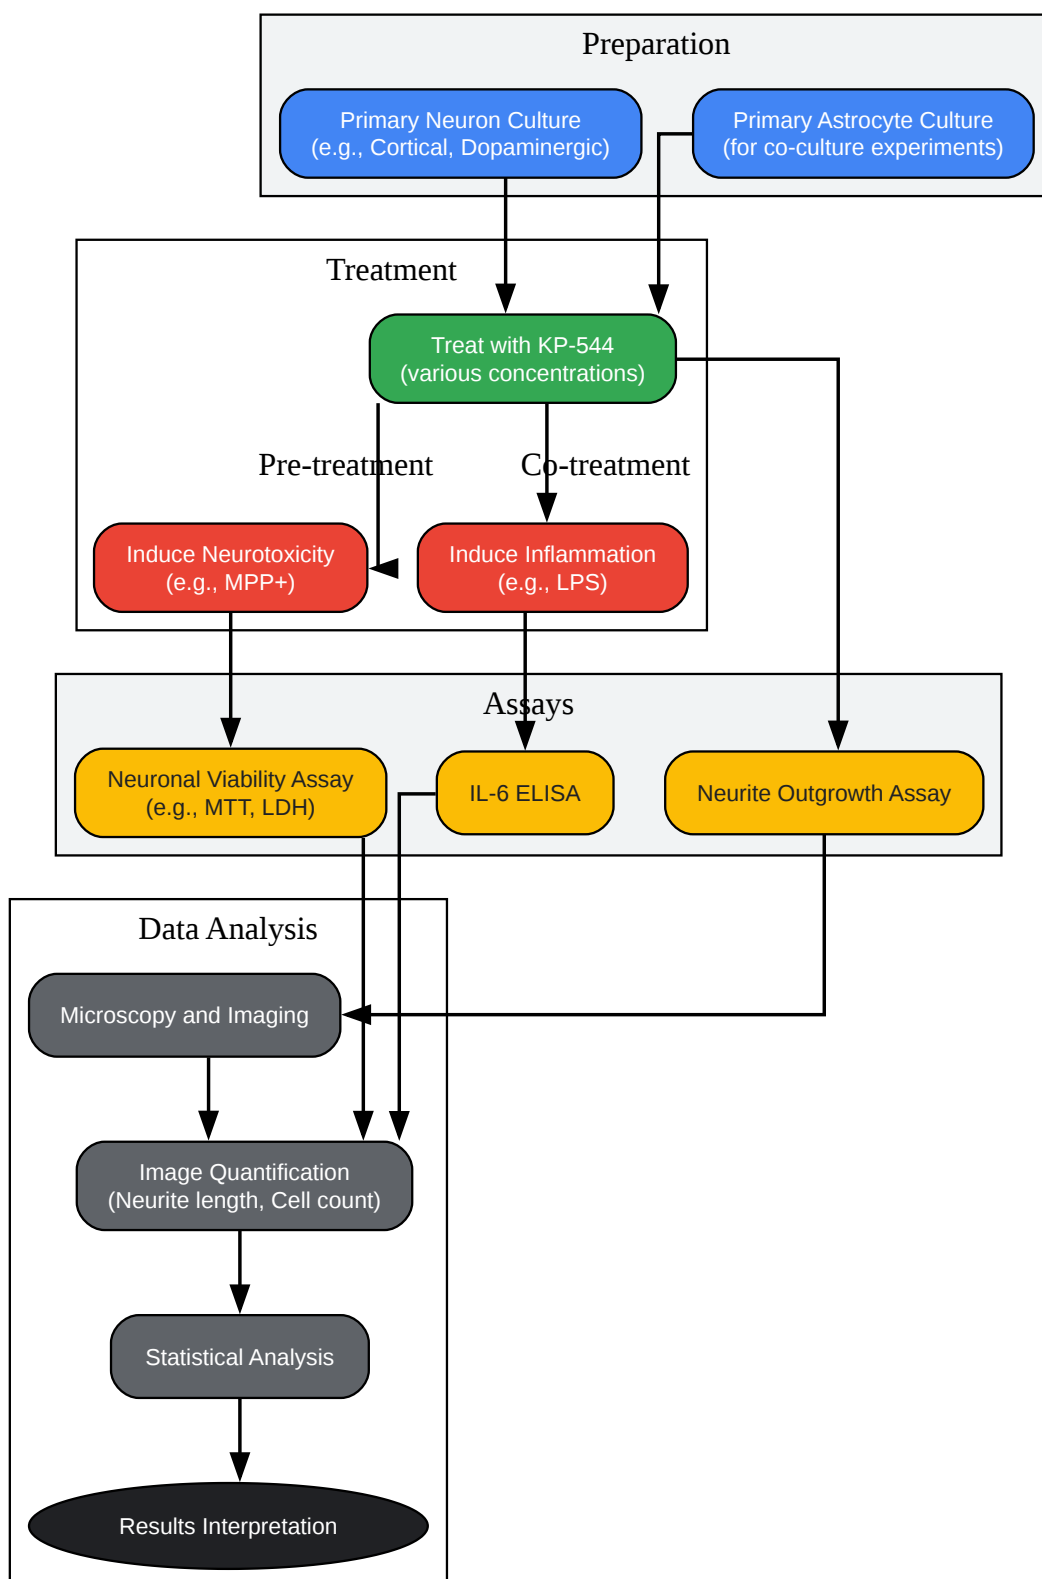 Preparation
Primary Neuron Culture
(e.g., Cortical, Dopaminergic)
Primary Astrocyte Culture
(for co-culture experiments)
Treatment
Treat with KP-544
(various concentrations)
Pre-treatment
Co-treatment
Induce Neurotoxicity
(e.g., MPP+)
Induce Inflammation
(e.g., LPS)
Assays
Neuronal Viability Assay
(e.g., MTT, LDH)
IL-6 ELISA
Neurite Outgrowth Assay
Data Analysis
Microscopy and Imaging
Image Quantification
(Neurite length, Cell count)
Statistical Analysis
Results Interpretation